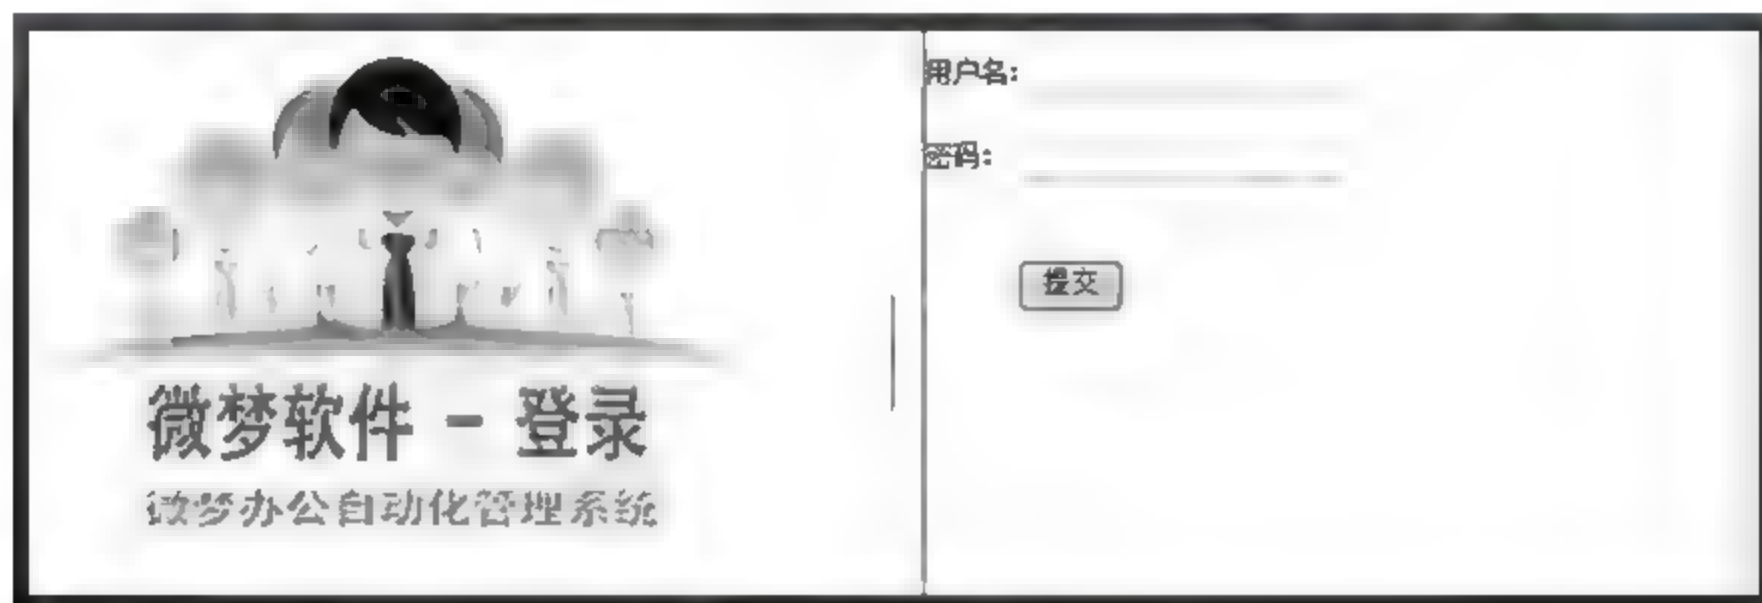 微梦软件 - 登录
微梦办公自动化管理系统
用户名:
密码:
提交